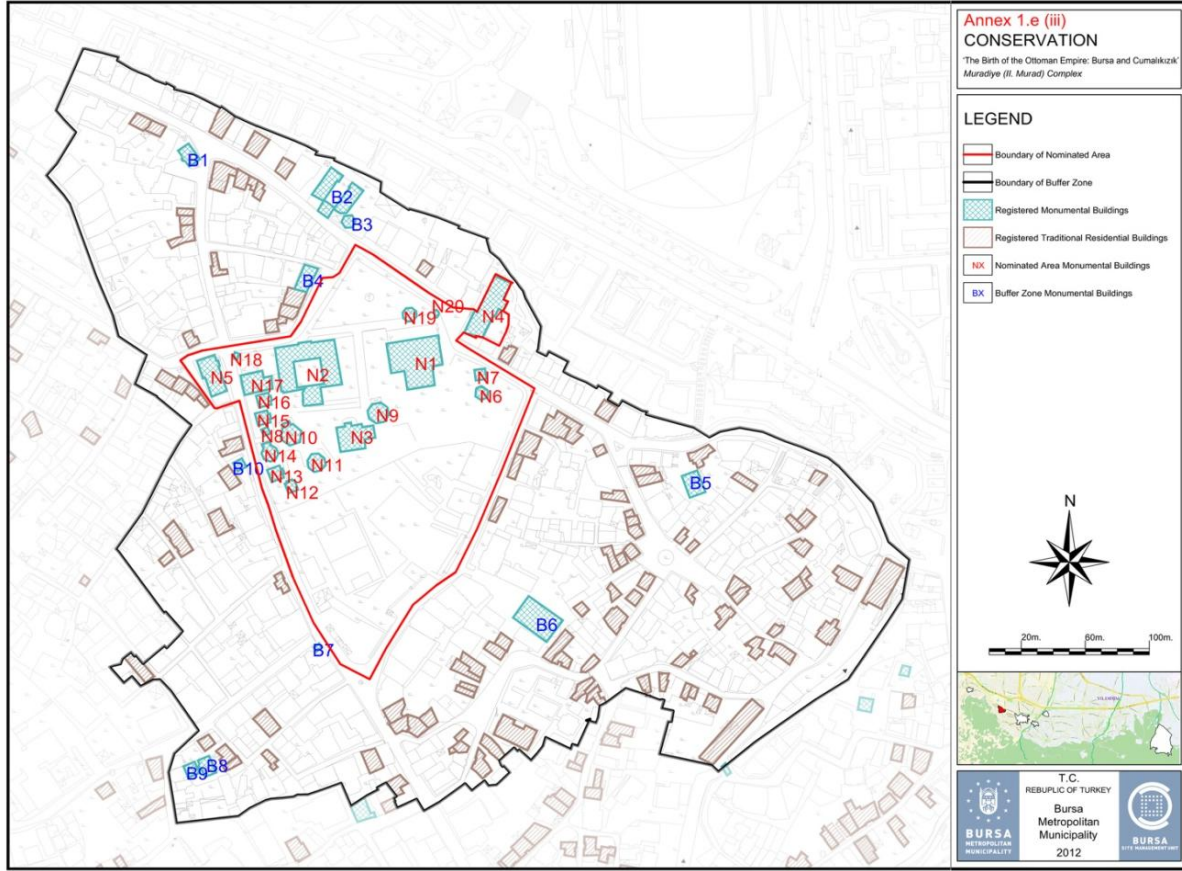 Annex 1.e (iii)
CONSERVATION
'The Birth of the Ottoman Empire: Bursa and Cumalıkızık'
Muradiye (II. Murad) Complex
LEGEND
Boundary of Nominated Area
Boundary of Buffer Zone
Registered Monumental Buildings
Registered Traditional Residential Buildings
NX Nominated Area Monumental Buildings
BX Buffer Zone Monumental Buildings
B1
B2
B3
B4
N20
N19
N4
N18
N5
N2
N1
N7
N17
N6
N16
N9
N15
N8
N10
N3
N14
B10
N11
N13
N12
B5
B6
B7
B9
B8
N
20m. 60m. 100m.
T.C.
REBUPLIC OF TURKEY
Bursa
Metropolitan
Municipality
2012
BURSA
METROPOLITAN
MUNICIPALITY
BURSA
SITE MANAGEMENT UNIT